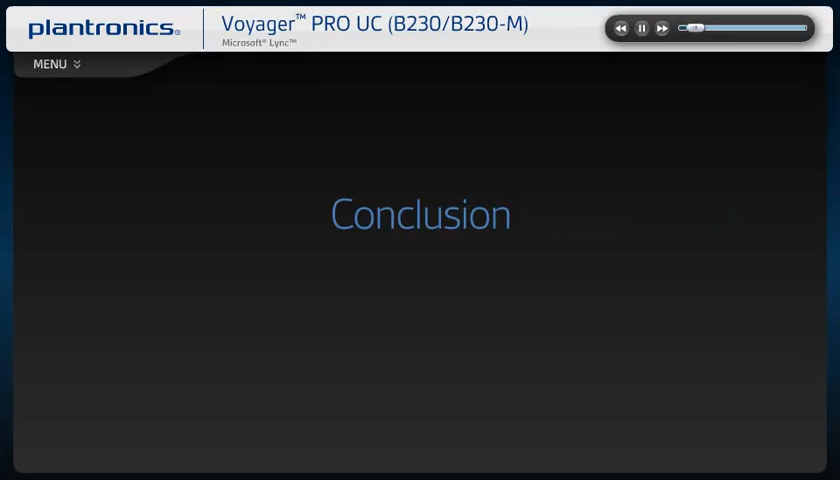 plantronics®
Voyager™ PRO UC (B230/B230-M)
Microsoft® Lync™
MENU
Conclusion